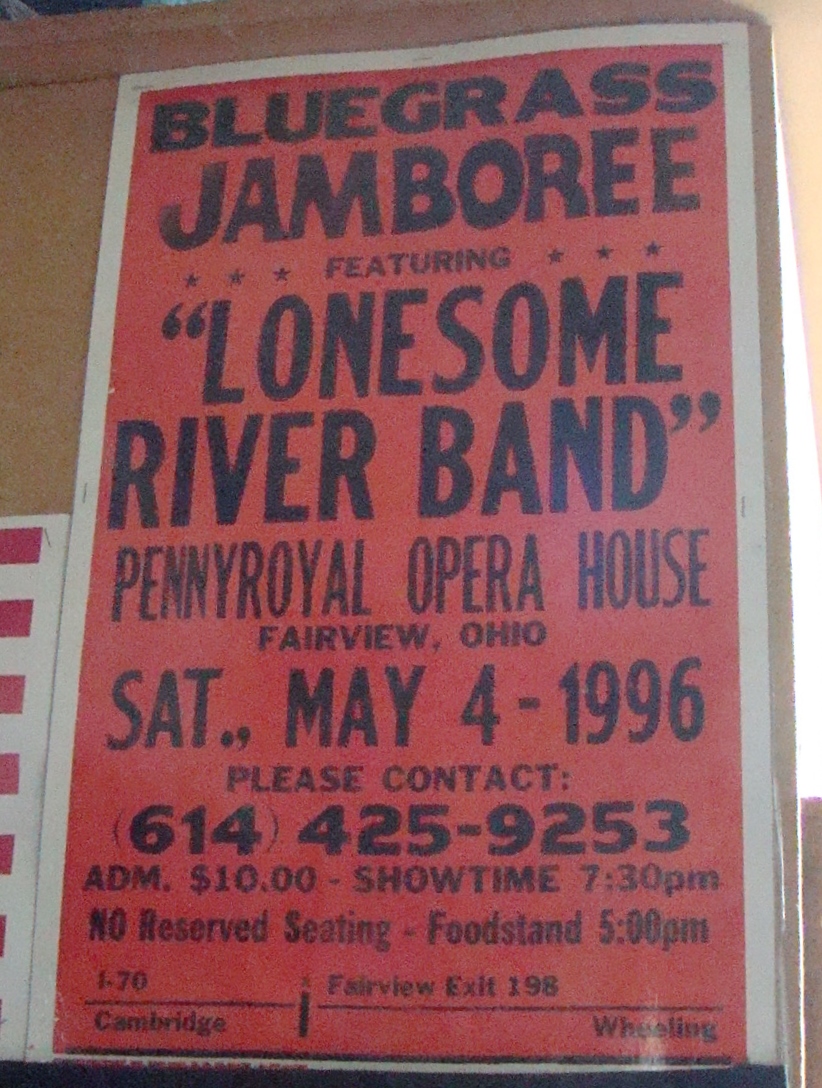 BLUEGRASS
JAMBOREE
★ ★ ★ FEATURING ★ ★ ★
“LONESOME
RIVER BAND”
PENNYROYAL OPERA HOUSE
FAIRVIEW, OHIO
SAT., MAY 4 - 1996
PLEASE CONTACT:
(614) 425-9253
ADM. $10.00 - SHOWTIME 7:30pm
NO Reserved Seating - Foodstand 5:00pm
I-70 Fairview Exit 198
Cambridge Wheeling